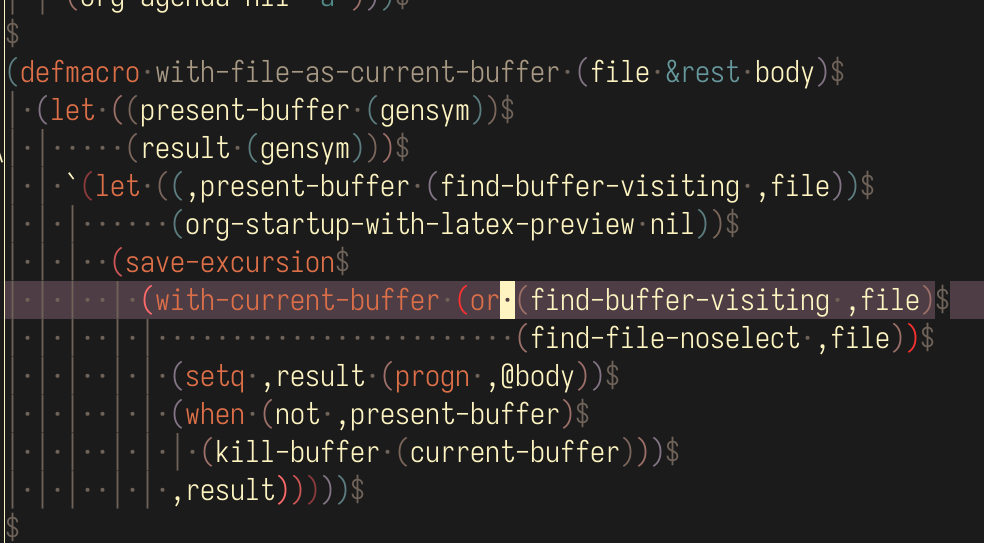 (org-agenda nil "a")))$
$
(defmacro·with-file-as-current-buffer·(file·&rest·body)$
│·(let·((present-buffer·(gensym))$
│·│·····(result·(gensym)))$
│·│·`(let·((,present-buffer·(find-buffer-visiting·,file))$
│·│·│······(org-startup-with-latex-preview·nil))$
│·│·│··(save-excursion$
│·│·│··│·(with-current-buffer·(or·(find-buffer-visiting·,file)$
│·│·│··│·│························(find-file-noselect·,file))$
│·│·│··│·│·(setq·,result·(progn·,@body))$
│·│·│··│·│·(when·(not·,present-buffer)$
│·│·│··│·│·│·(kill-buffer·(current-buffer)))$
│·│·│··│·│·,result)))))$
$